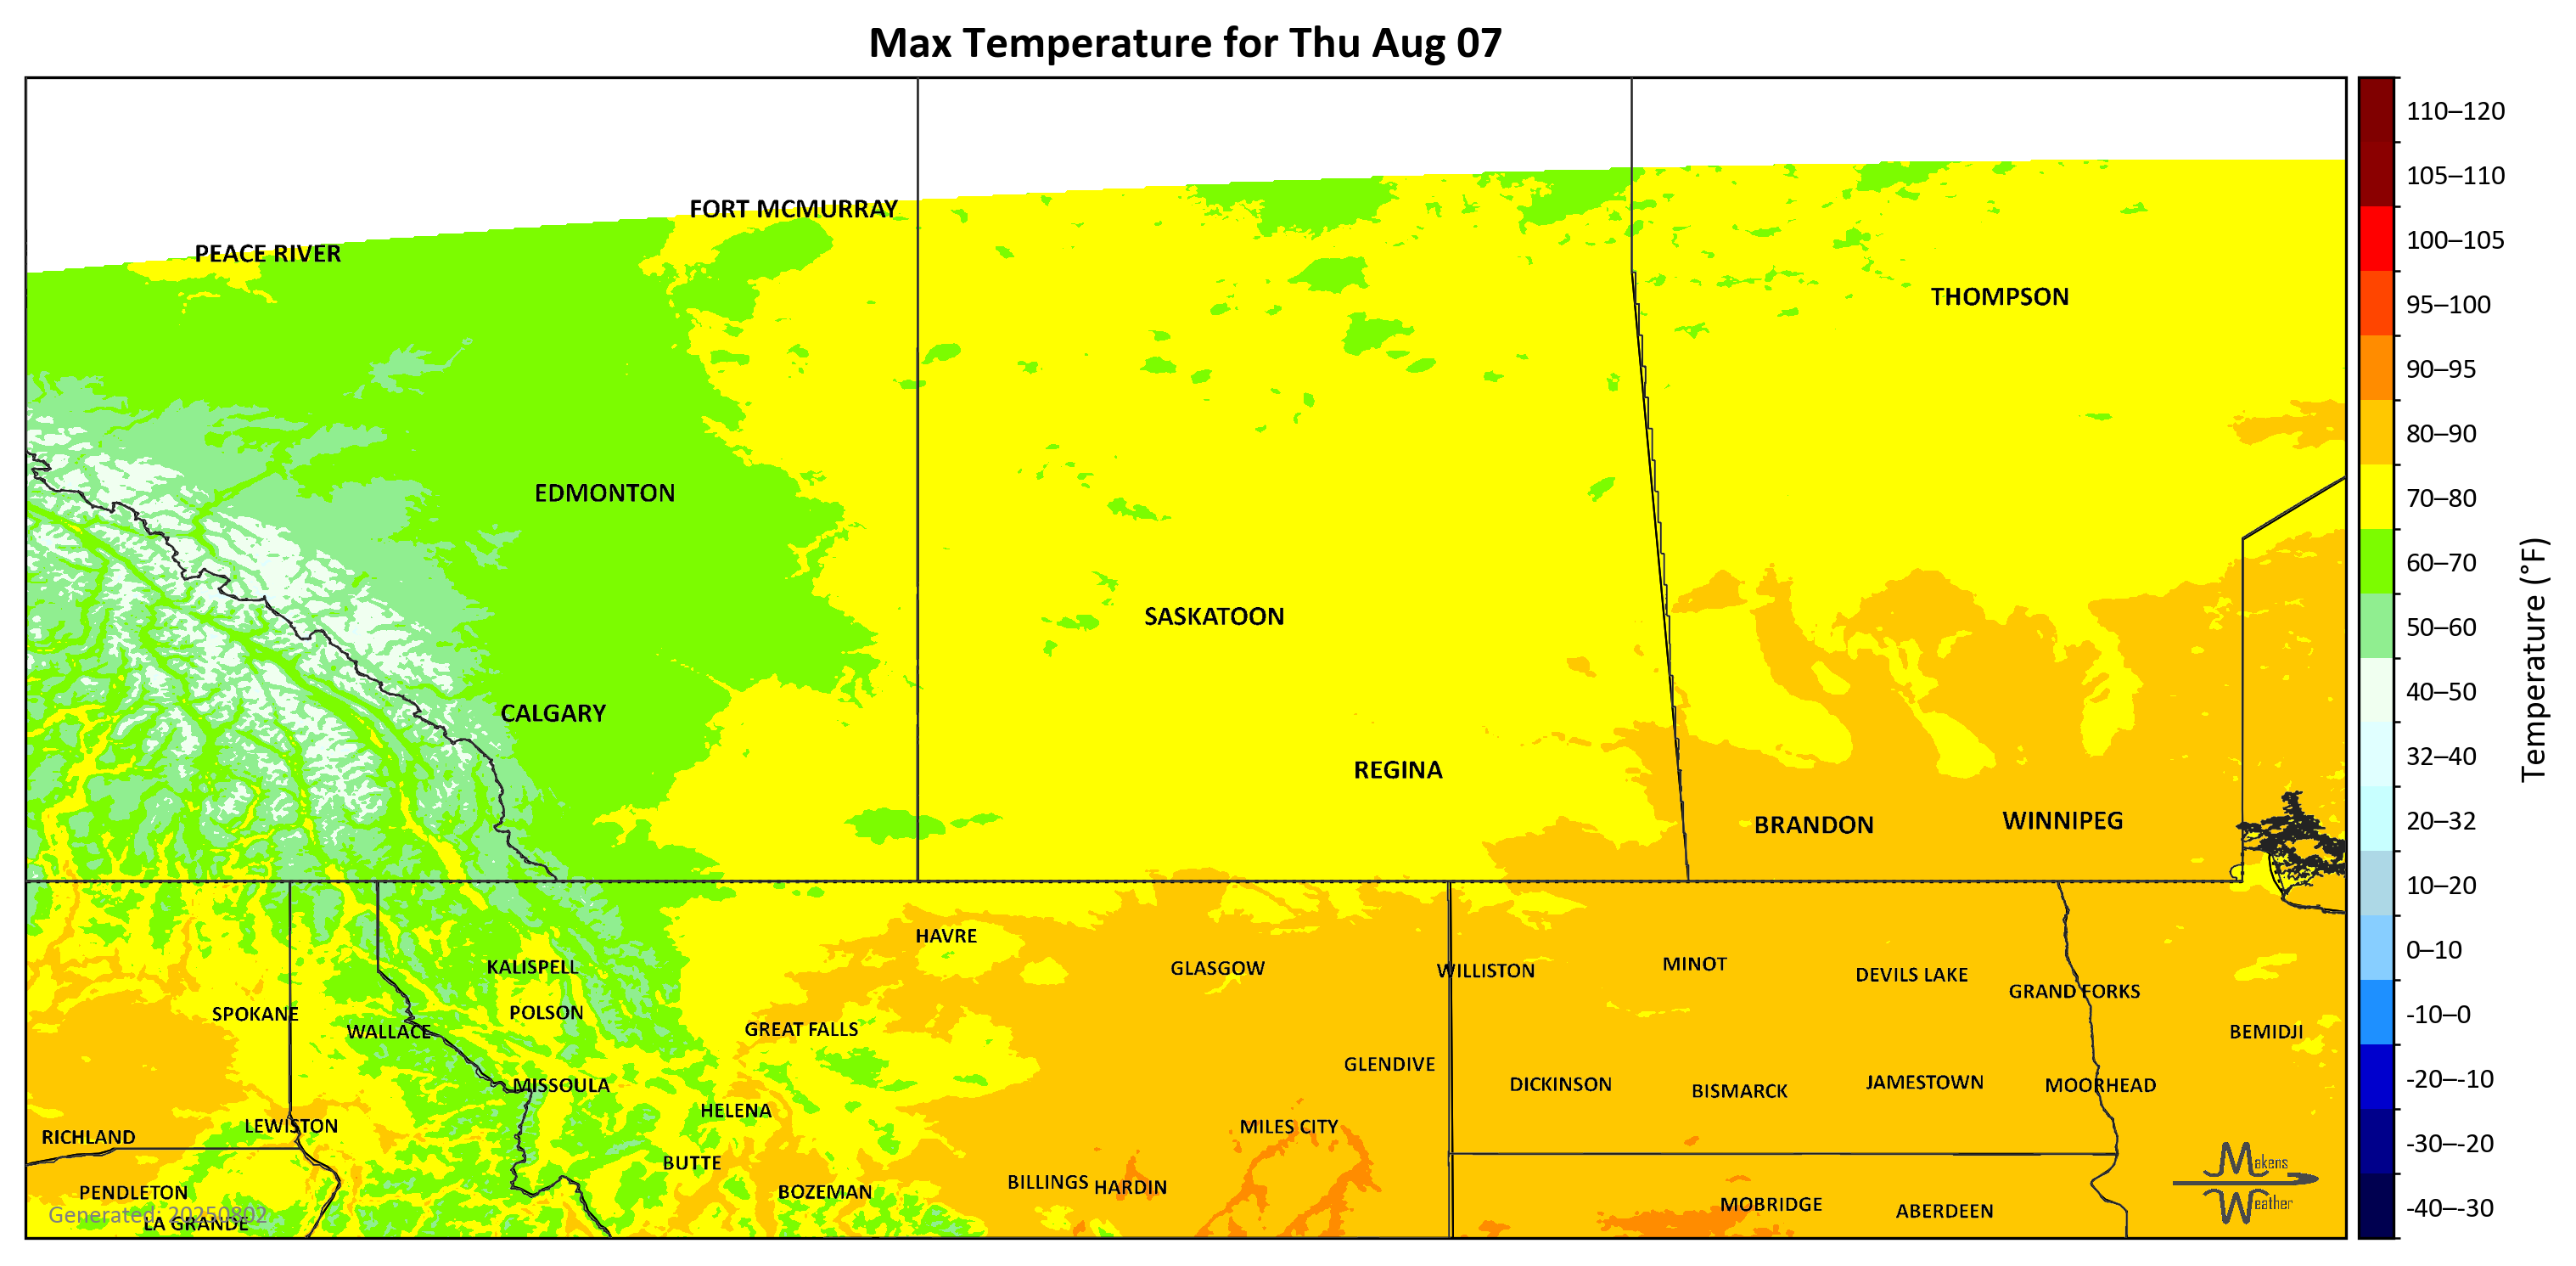 Max Temperature for Thu Aug 07
FORT MCMURRAY
PEACE RIVER
THOMPSON
EDMONTON
SASKATOON
CALGARY
REGINA
BRANDON
WINNIPEG
HAVRE
KALISPELL
GLASGOW
WILLISTON
MINOT
DEVILS LAKE
GRAND FORKS
SPOKANE
POLSON
WALLACE
GREAT FALLS
BEMIDJI
GLENDIVE
MISSOULA
DICKINSON
BISMARCK
JAMESTOWN
MOORHEAD
HELENA
LEWISTON
RICHLAND
MILES CITY
BUTTE
BILLINGS
HARDIN
PENDLETON
BOZEMAN
MOBRIDGE
ABERDEEN
Generated: 20250802
LA GRANDE
Makens
Weather
110–120
105–110
100–105
95–100
90–95
80–90
70–80
60–70
50–60
40–50
32–40
20–32
10–20
0–10
-10–0
-20–-10
-30–-20
-40–-30
Temperature (°F)